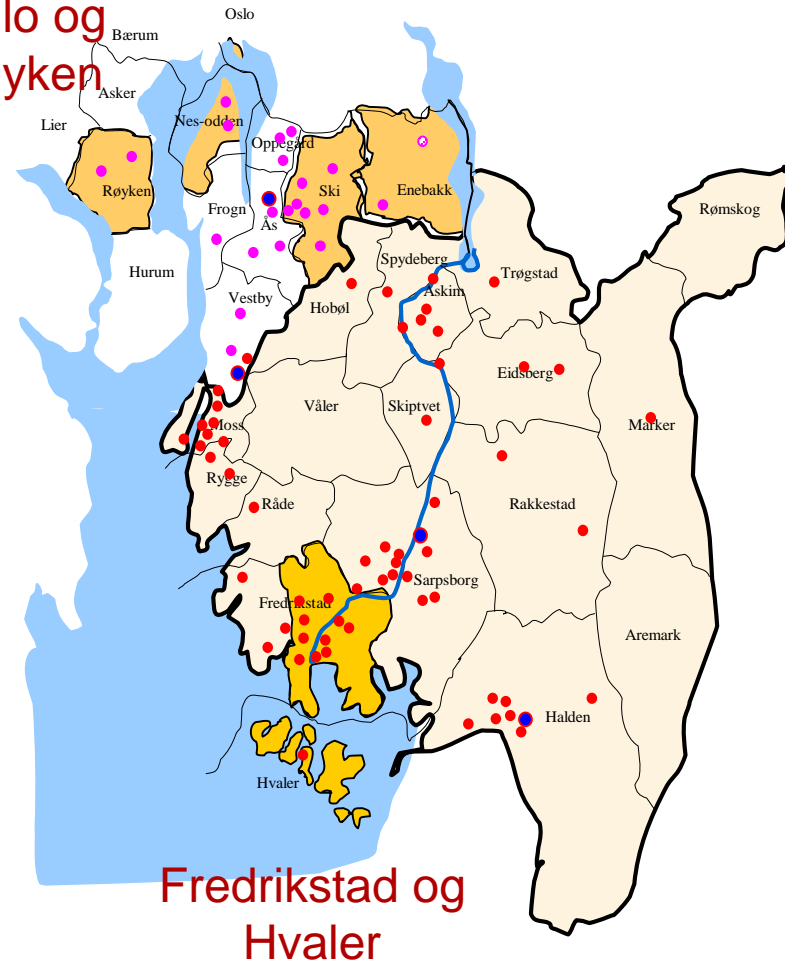 lo og
yken
Oslo
Bærum
Asker
Lier
Nes-odden
Oppegård
Røyken
Ski
Enebakk
Frogn
Ås
Rømskog
Spydeberg
Hurum
Trøgstad
Askim
Vestby
Hobøl
Eidsberg
Våler
Skiptvet
Marker
Moss
Rygge
Råde
Rakkestad
Sarpsborg
Fredrikstad
Aremark
Halden
Hvaler
Fredrikstad og
Hvaler